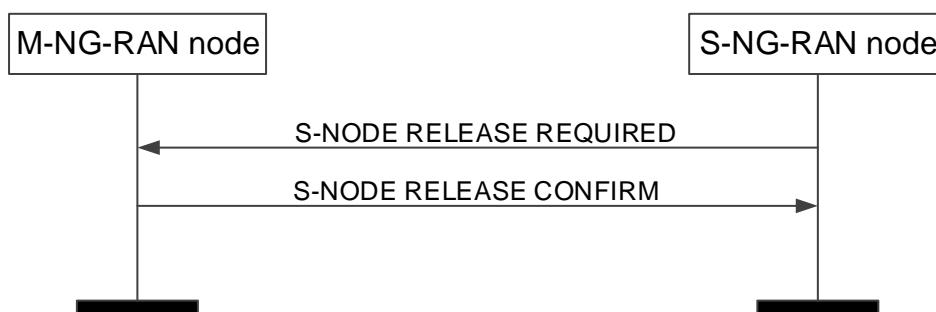 M-NG-RAN node
S-NG-RAN node
S-NODE RELEASE REQUIRED
S-NODE RELEASE CONFIRM